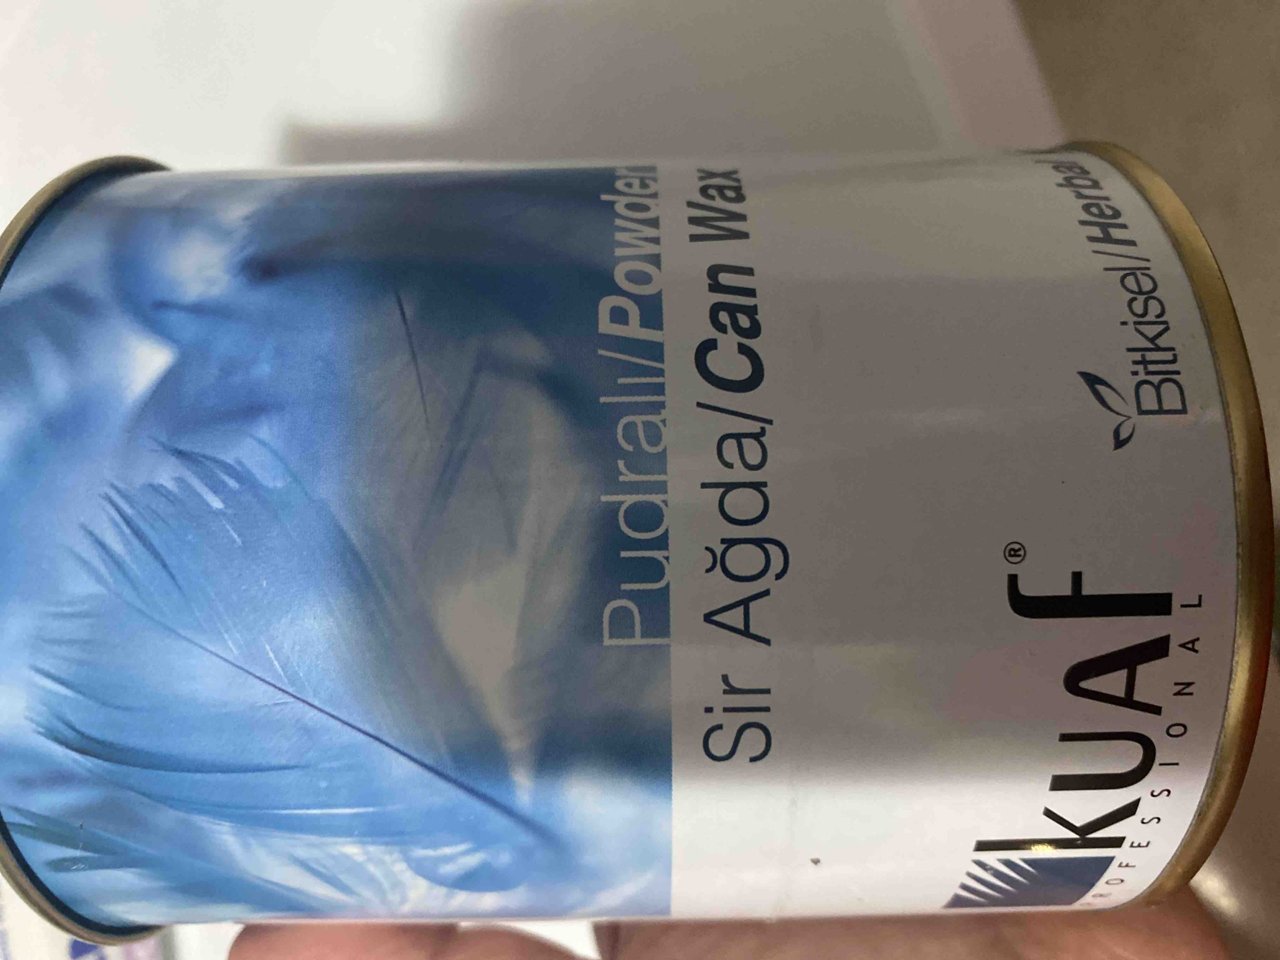 Pudralı/Powder
Sir Ağda/Can Wax
kUAf®
PROFESSIONAL
Bitkisel/Herbal